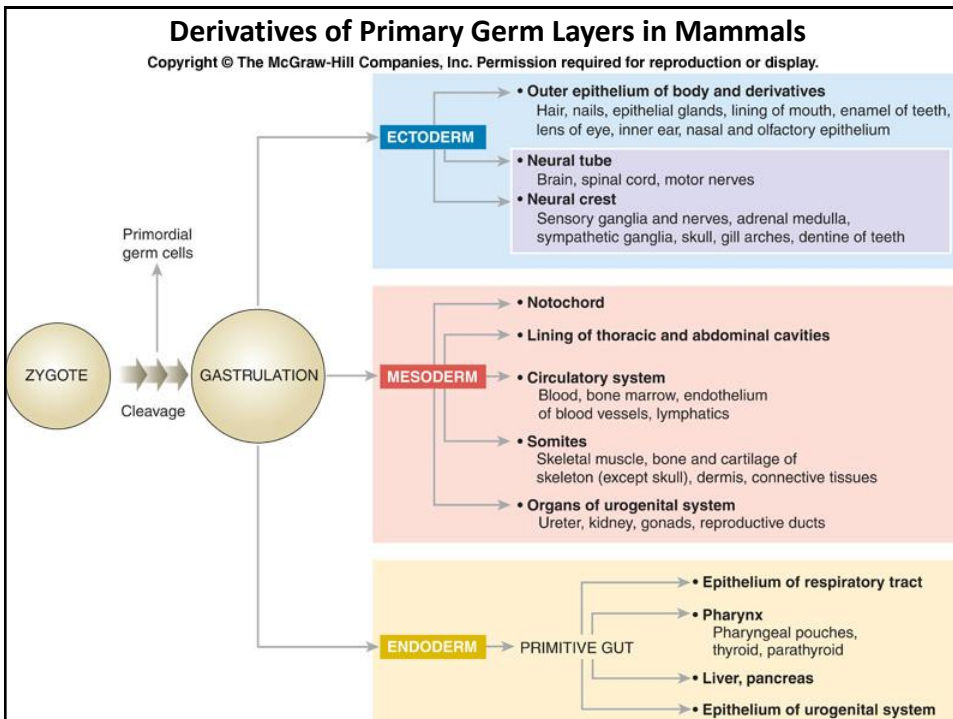 Derivatives of Primary Germ Layers in Mammals
Copyright © The McGraw-Hill Companies, Inc. Permission required for reproduction or display.
• Outer epithelium of body and derivatives
Hair, nails, epithelial glands, lining of mouth, enamel of teeth,
lens of eye, inner ear, nasal and olfactory epithelium
ECTODERM
• Neural tube
Brain, spinal cord, motor nerves
• Neural crest
Sensory ganglia and nerves, adrenal medulla,
sympathetic ganglia, skull, gill arches, dentine of teeth
Primordial
germ cells
ZYGOTE
Cleavage
GASTRULATION
MESODERM
• Notochord
• Lining of thoracic and abdominal cavities
• Circulatory system
Blood, bone marrow, endothelium
of blood vessels, lymphatics
• Somites
Skeletal muscle, bone and cartilage of
skeleton (except skull), dermis, connective tissues
• Organs of urogenital system
Ureter, kidney, gonads, reproductive ducts
ENDODERM
PRIMITIVE GUT
• Epithelium of respiratory tract
• Pharynx
Pharyngeal pouches,
thyroid, parathyroid
• Liver, pancreas
• Epithelium of urogenital system